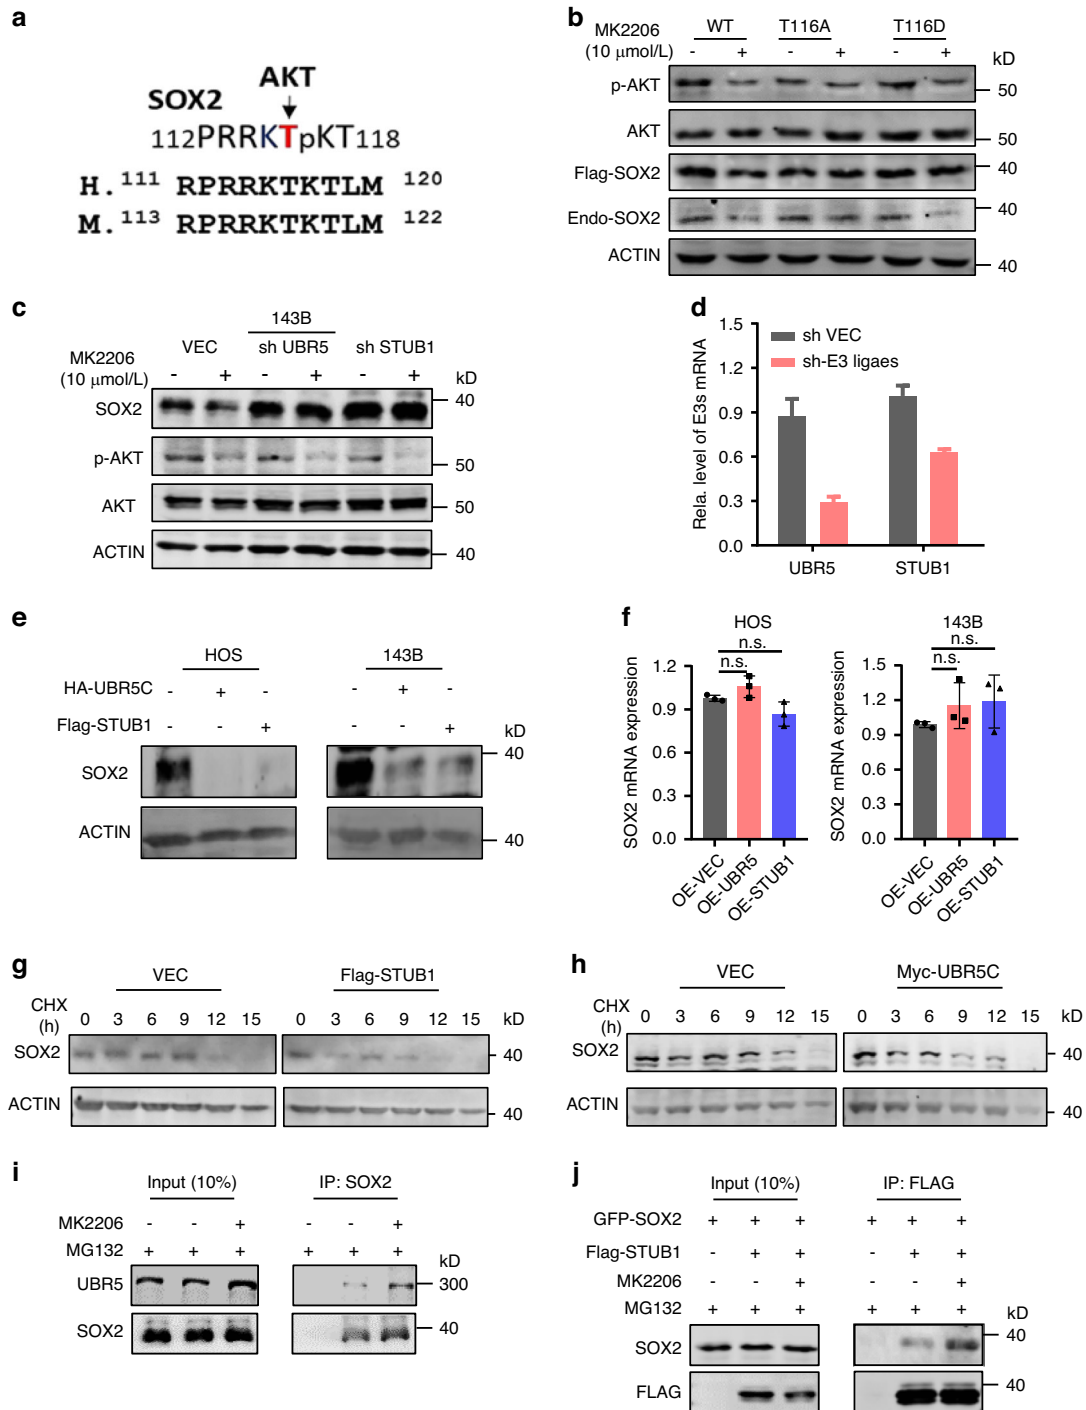 a
AKT
SOX2
112PRRKTpKT118
H. 111 RPRRKTKTLM 120
M. 113 RPRRKTKTLM 122
b
MK2206
(10 μmol/L)
WT T116A T116D
- + - + - + kD
p-AKT 50
AKT 50
Flag-SOX2 40
Endo-SOX2 40
ACTIN 40
c
143B
VEC sh UBR5 sh STUB1
MK2206
(10 μmol/L) - + - + - + kD
SOX2 40
p-AKT 50
AKT 50
ACTIN 40
d
Rela. level of E3s mRNA
1.5
1.2
0.9
0.6
0.3
0.0
sh VEC
sh-E3 ligaes
UBR5 STUB1
e
HOS 143B
HA-UBR5C - + - - + -
Flag-STUB1 - - + - - + kD
SOX2 40
ACTIN 40
f
HOS
SOX2 mRNA expression
1.2
0.9
0.6
0.3
0.0
n.s.
n.s.
OE-VEC
OE-UBR5
OE-STUB1
143B
SOX2 mRNA expression
1.5
1.2
0.9
0.6
0.3
0.0
n.s.
n.s.
OE-VEC
OE-UBR5
OE-STUB1
g
VEC Flag-STUB1
CHX
(h) 0 3 6 9 12 15 0 3 6 9 12 15 kD
SOX2 40
ACTIN 40
h
VEC Myc-UBR5C
CHX
(h) 0 3 6 9 12 15 0 3 6 9 12 15 kD
SOX2 40
ACTIN 40
i
Input (10%) IP: SOX2
MK2206 - - + - - +
MG132 + + + + + + kD
UBR5 300
SOX2 40
j
Input (10%) IP: FLAG
GFP-SOX2 + + + + + +
Flag-STUB1 - + + - + +
MK2206 - - + - - +
MG132 + + + + + + kD
SOX2 40
FLAG 40